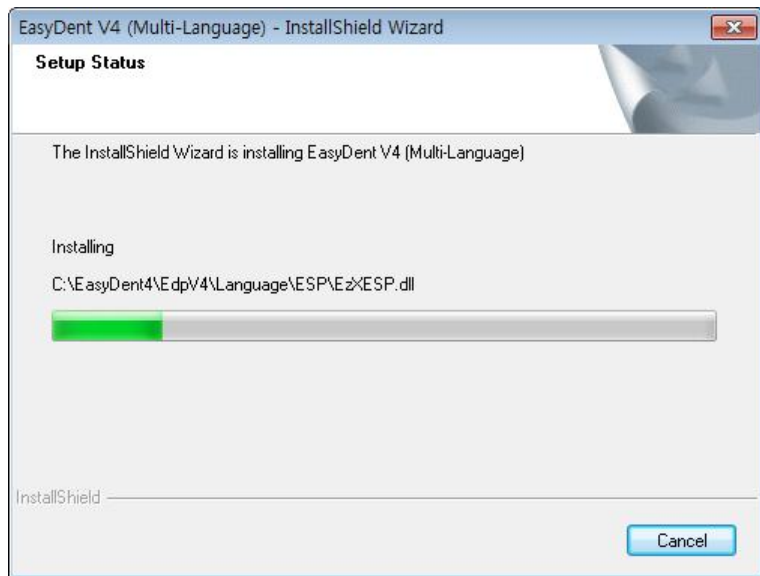 EasyDent V4 (Multi-Language) - InstallShield Wizard
Setup Status
The InstallShield Wizard is installing EasyDent V4 (Multi-Language)
Installing
C:\EasyDent4\EdpV4\Language\ESP\EzXESP.dll
InstallShield
Cancel